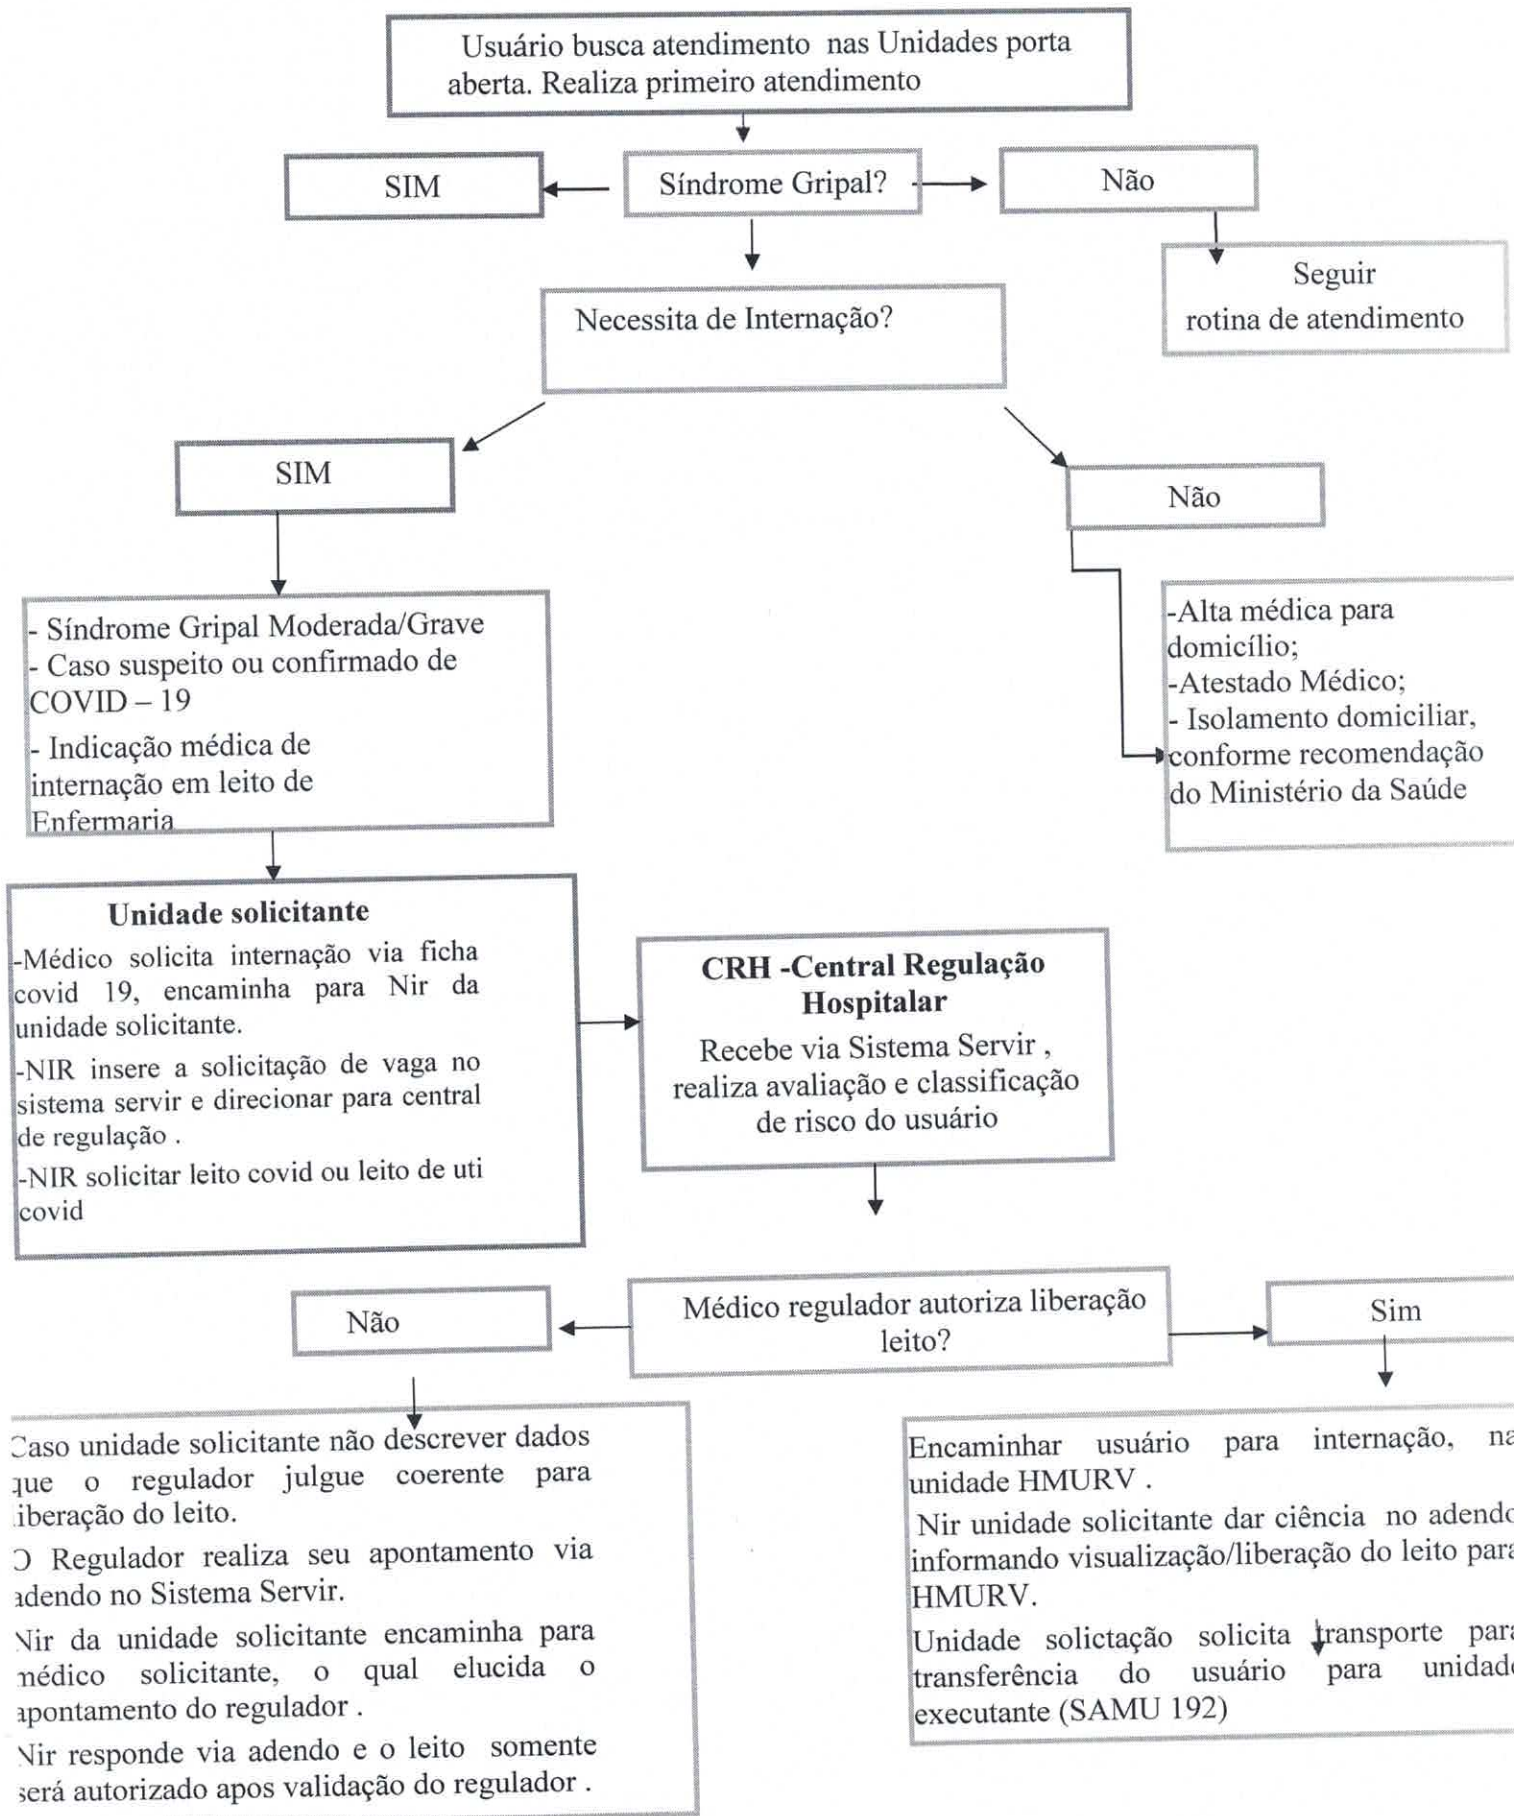 Usuário busca atendimento nas Unidades porta
aberta. Realiza primeiro atendimento
SIM
Síndrome Gripal?
Não
Seguir
rotina de atendimento
Necessita de Internação?
SIM
Não
- Síndrome Gripal Moderada/Grave
- Caso suspeito ou confirmado de
COVID – 19
- Indicação médica de
internação em leito de
Enfermaria
-Alta médica para
domicílio;
-Atestado Médico;
- Isolamento domiciliar,
conforme recomendação
do Ministério da Saúde
Unidade solicitante
-Médico solicita internação via ficha
covid 19, encaminha para Nir da
unidade solicitante.
-NIR insere a solicitação de vaga no
sistema servir e direcionar para central
de regulação .
-NIR solicitar leito covid ou leito de uti
covid
CRH -Central Regulação
Hospitalar
Recebe via Sistema Servir ,
realiza avaliação e classificação
de risco do usuário
Não
Médico regulador autoriza liberação
leito?
Sim
Caso unidade solicitante não descrever dados
que o regulador julgue coerente para
liberação do leito.
O Regulador realiza seu apontamento via
adendo no Sistema Servir.
Nir da unidade solicitante encaminha para
médico solicitante, o qual elucida o
apontamento do regulador .
Nir responde via adendo e o leito somente
será autorizado apos validação do regulador .
Encaminhar usuário para internação, na
unidade HMURV .
Nir unidade solicitante dar ciência no adendo
informando visualização/liberação do leito para
HMURV.
Unidade solictação solicita transporte para
transferência do usuário para unidade
executante (SAMU 192)